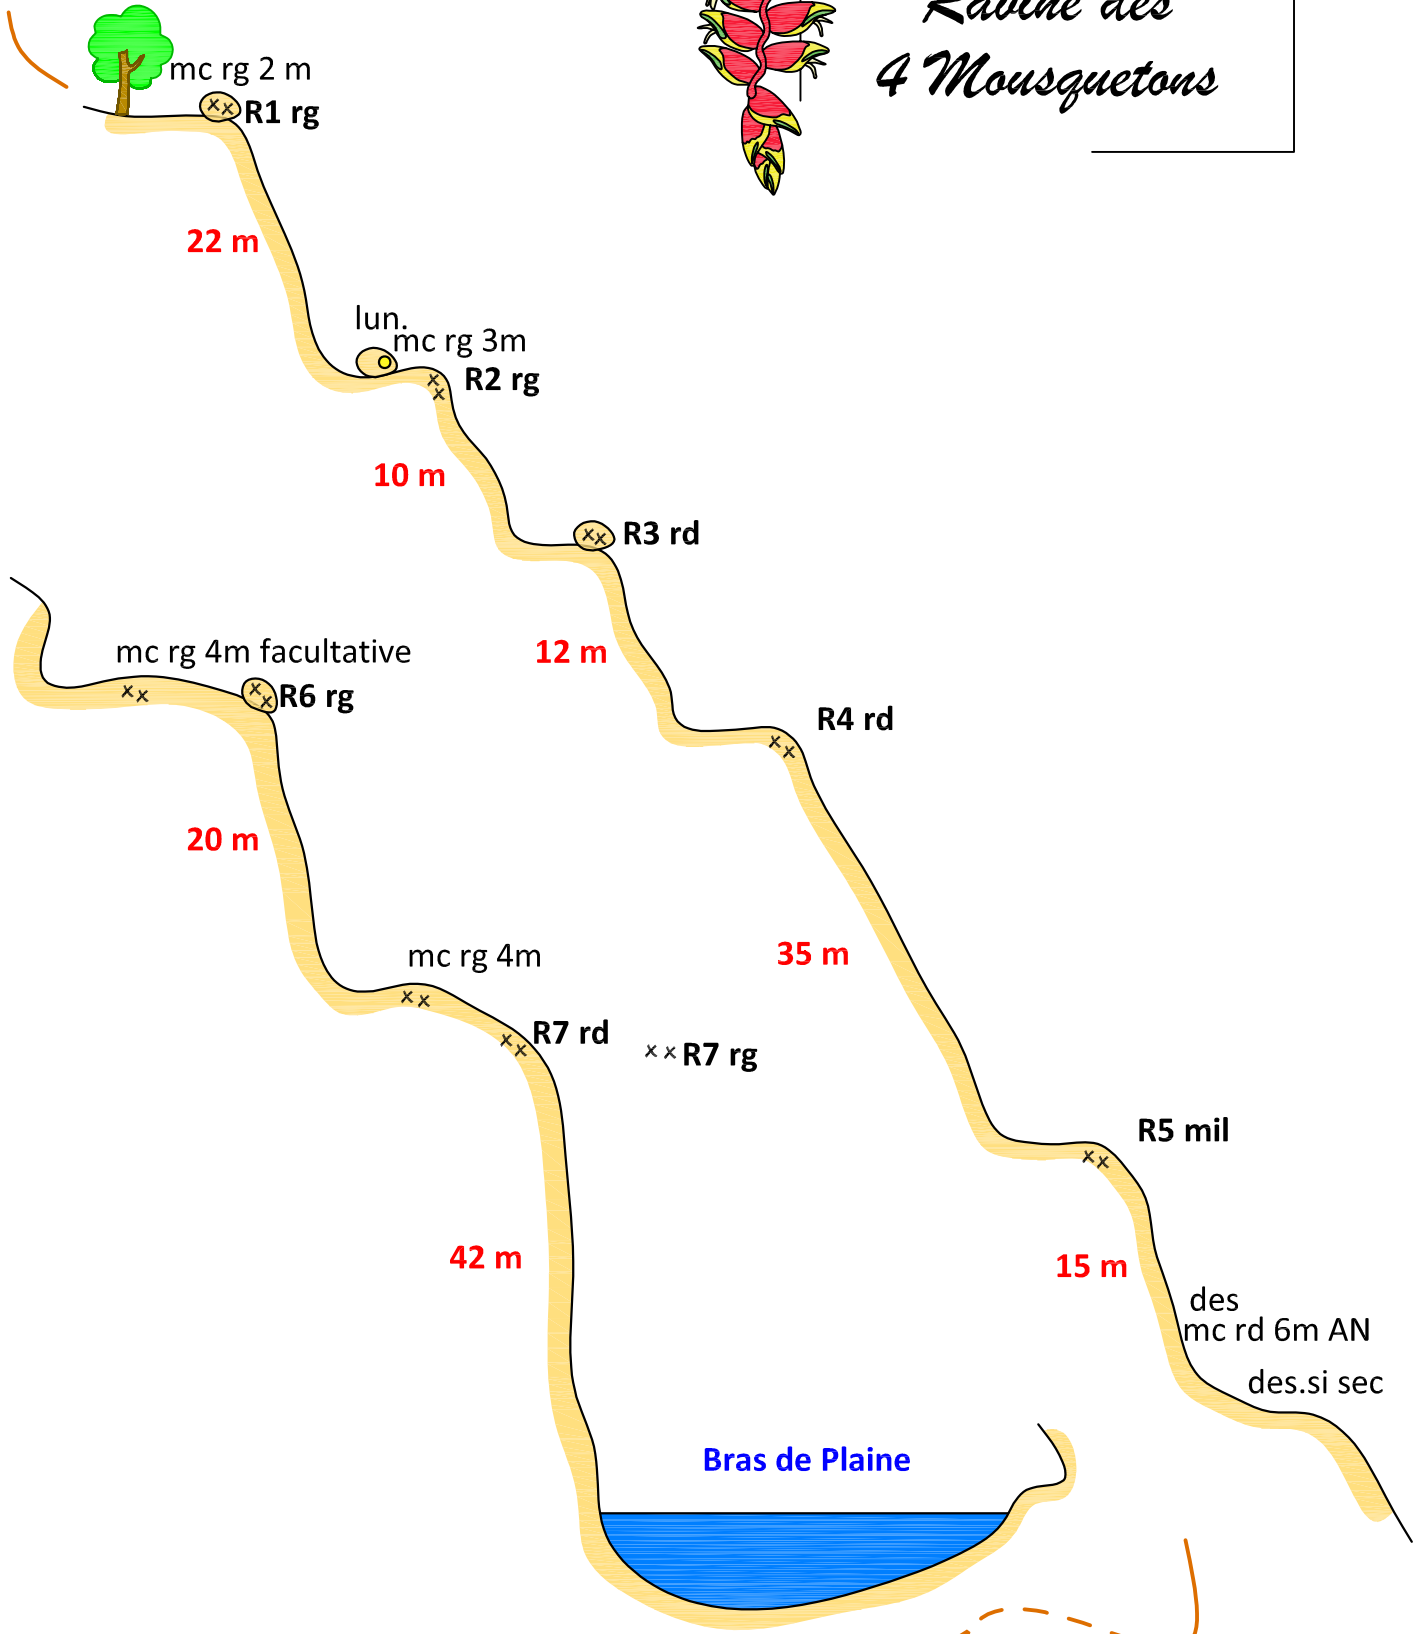 Ravine des
4 Mousquetons
mc rg 2 m
R1 rg
22 m
lun.
mc rg 3m
R2 rg
10 m
R3 rd
12 m
R4 rd
35 m
R5 mil
15 m
des
mc rd 6m AN
des.si sec
mc rg 4m facultative
R6 rg
20 m
mc rg 4m
R7 rd
R7 rg
42 m
Bras de Plaine